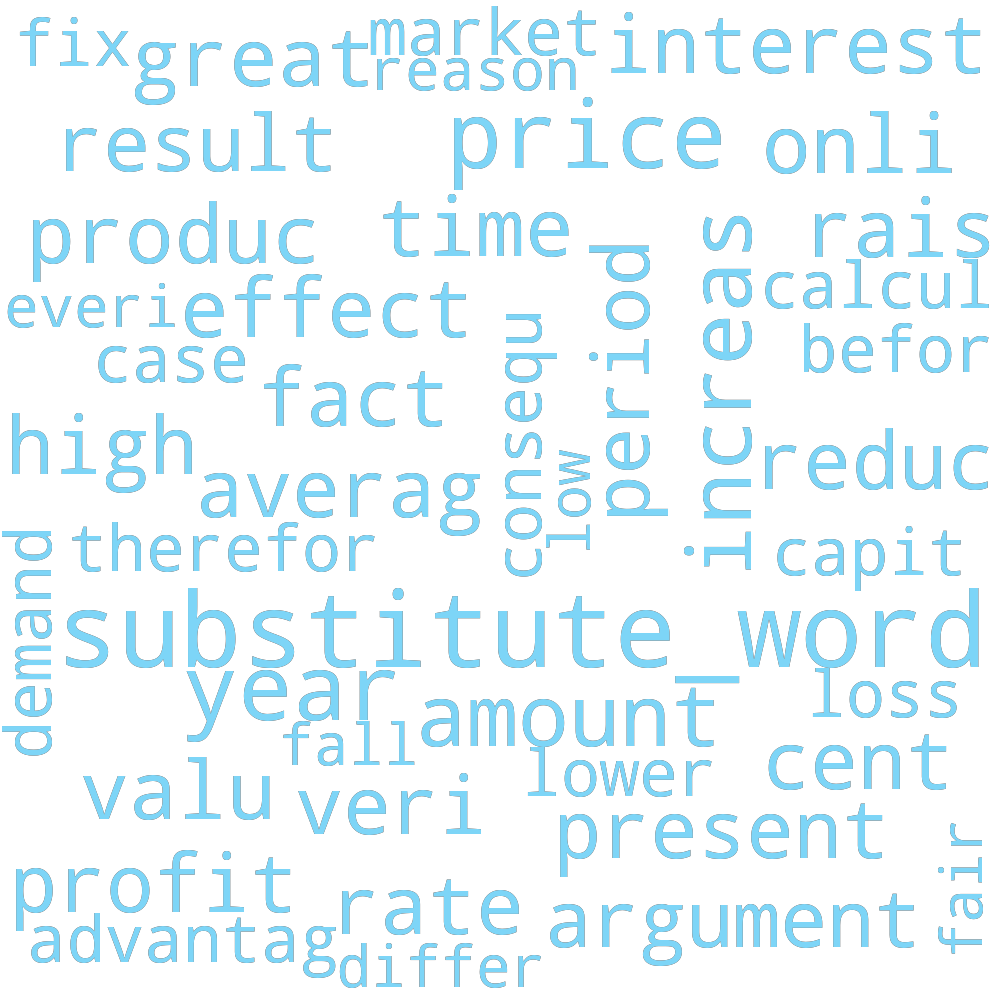 fix great market interest
reason
result price onli
produc time rais
everi effect period increas calcul
case consequ befor
fact
high averag low reduc
demand therefor capit
substitute_word
year amount loss
fall lower cent
valu veri
present
profit rate argument fair
advantag differ